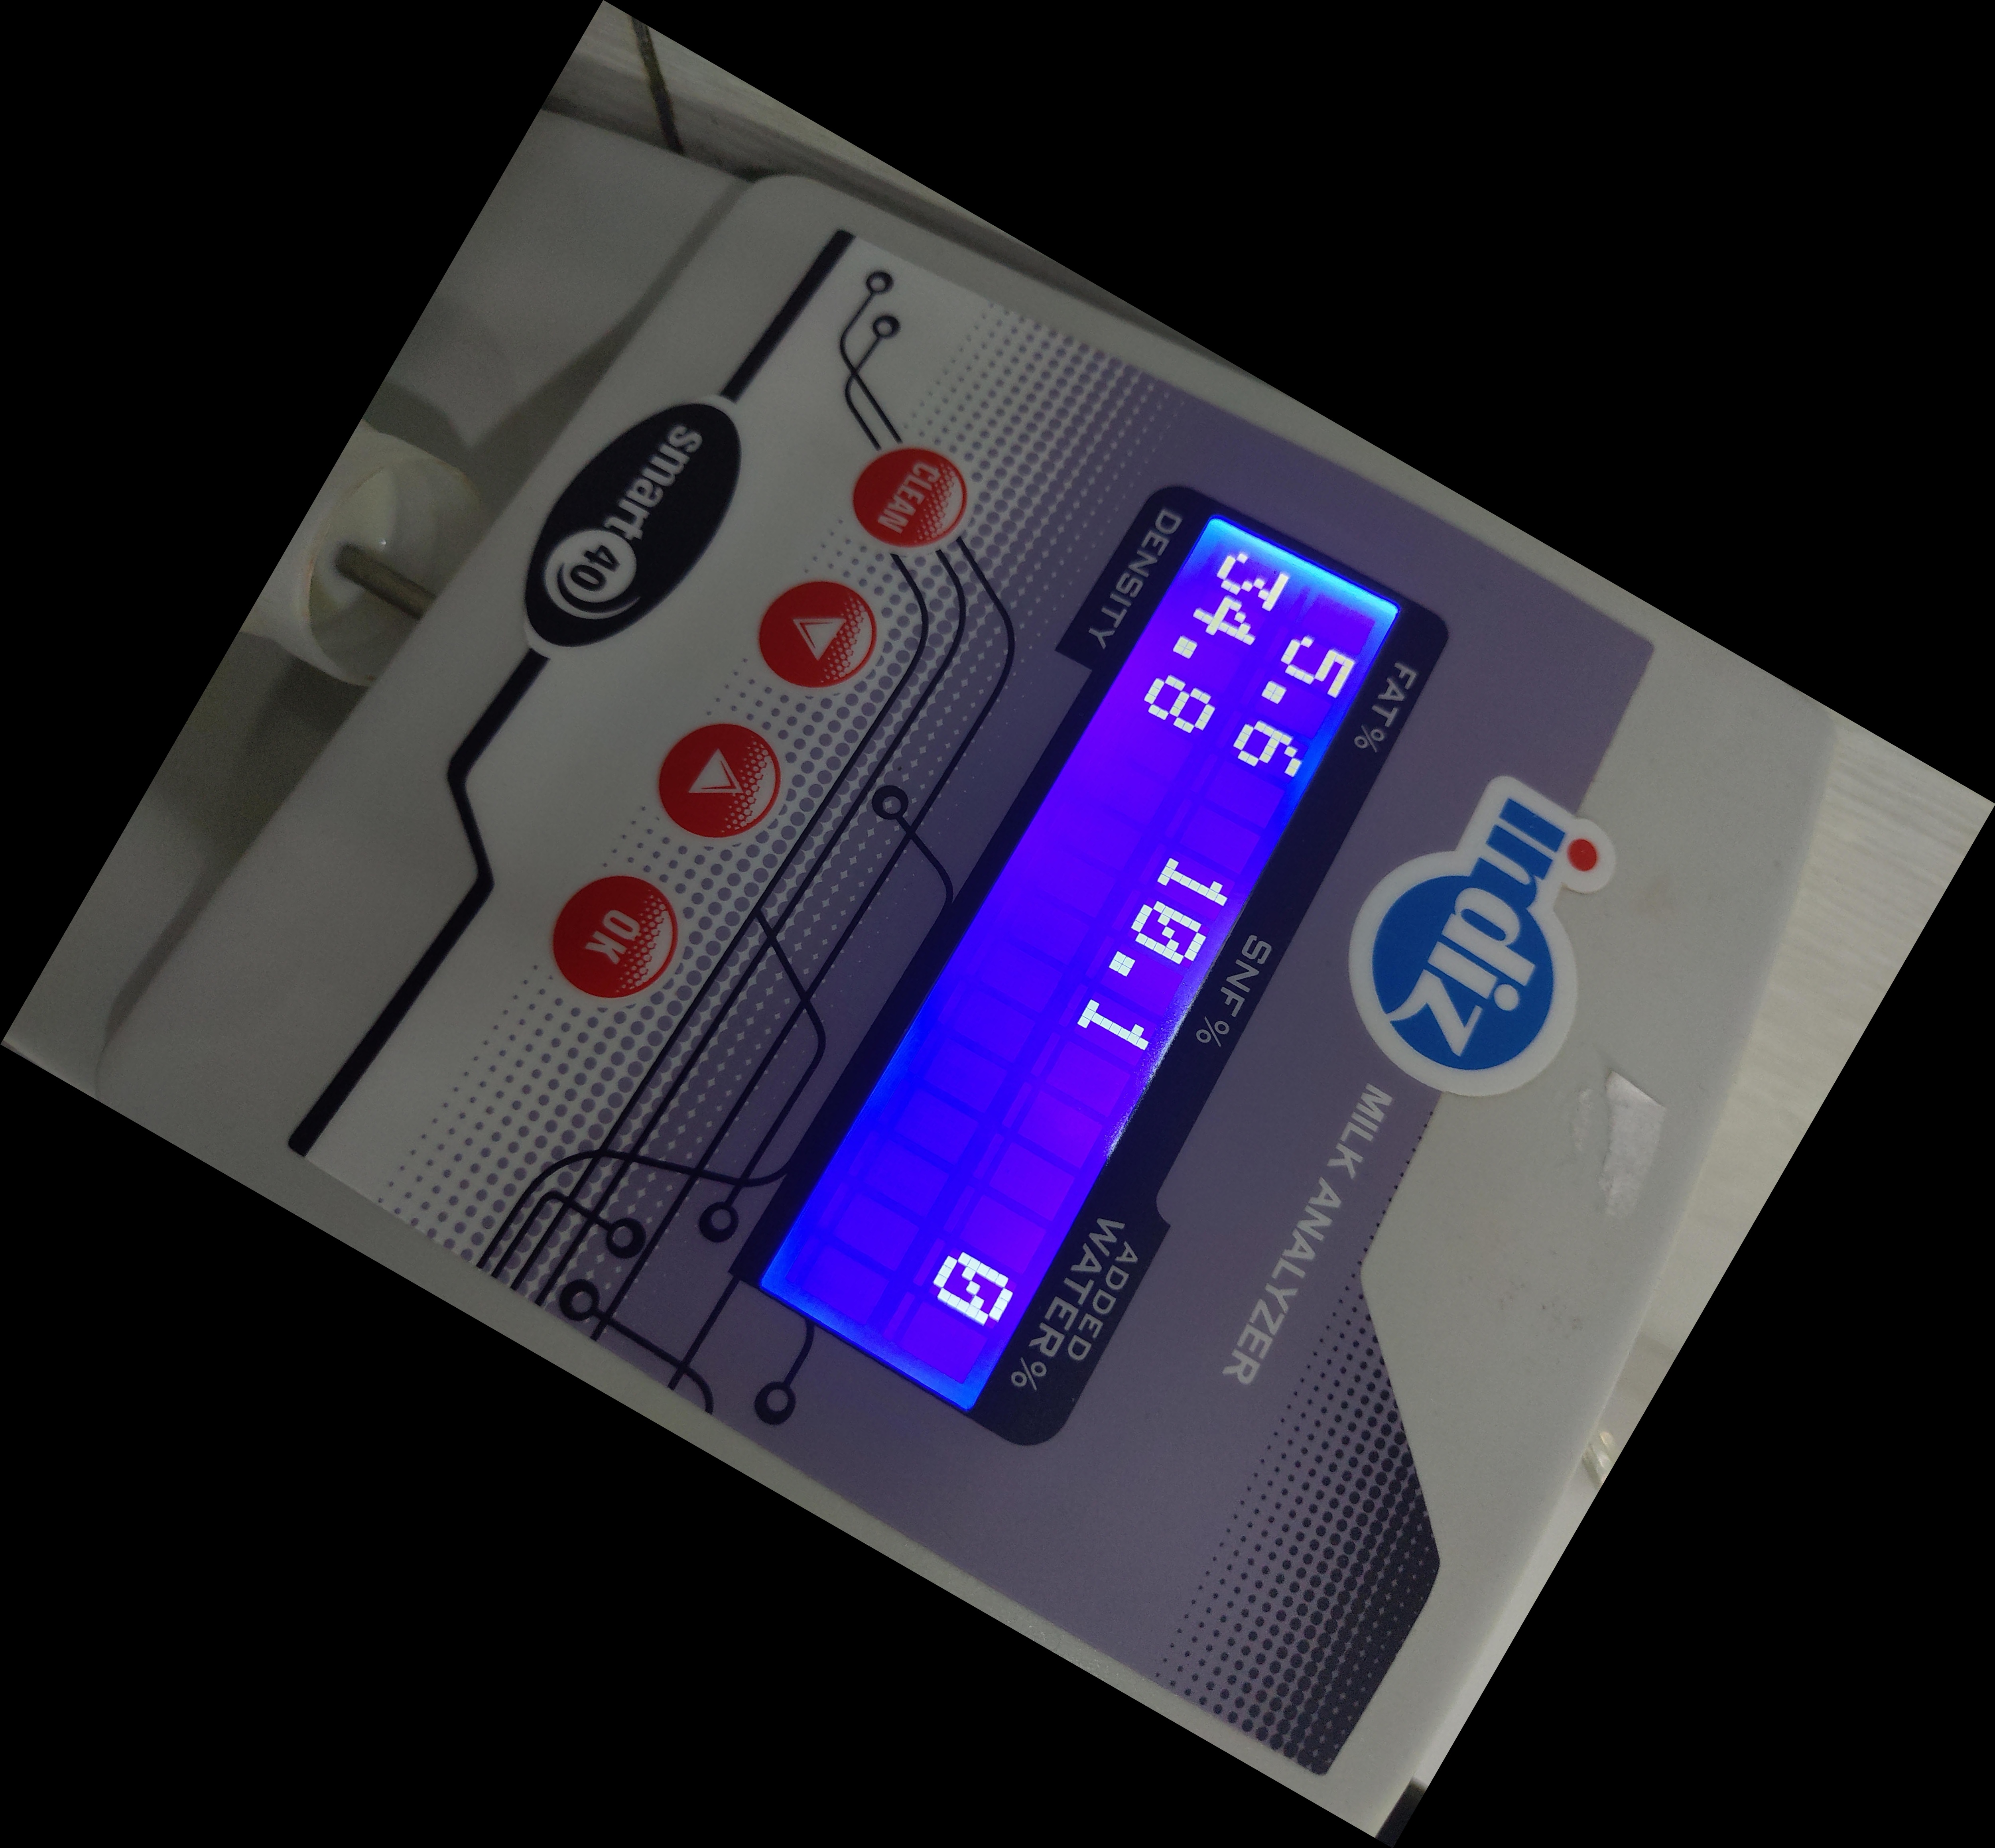 indiz
MILK ANALYZER
FAT% SNF% ADDED WATER%
5.6 10.1 0
34.8
DENSITY
CLEAN
OK
smart 40